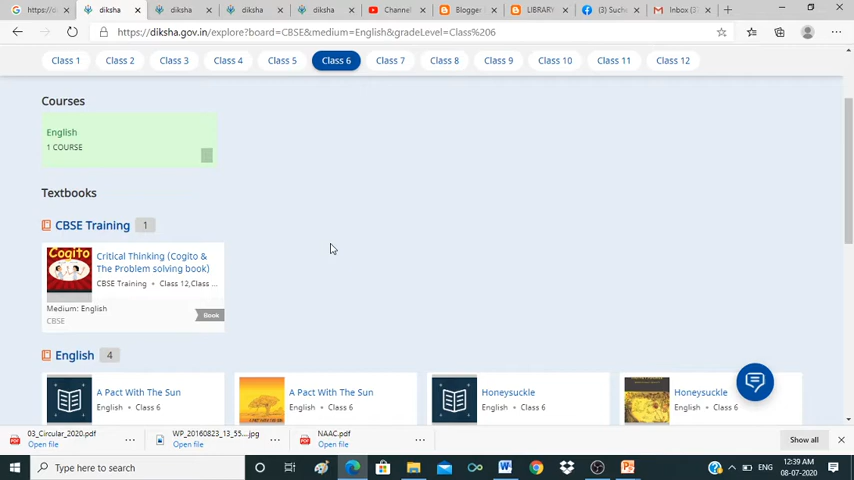 https://d
diksha
diksha
diksha
diksha
Channel
Blogger
LIBRARY
(3) Suche
Inbox (3
https://diksha.gov.in/explore?board=CBSE&medium=English&gradeLevel=Class%206
Class 1
Class 2
Class 3
Class 4
Class 5
Class 6
Class 7
Class 8
Class 9
Class 10
Class 11
Class 12
Courses
English
1 COURSE
Textbooks
CBSE Training 1
Cogito
Critical Thinking (Cogito &
The Problem solving book)
CBSE Training • Class 12,Class ...
Medium: English
CBSE
Book
English 4
A Pact With The Sun
English • Class 6
A Pact With The Sun
English • Class 6
Honeysuckle
English • Class 6
Honeysuckle
English • Class 6
03_Circular_2020.pdf
Open file
WP_20160823_13_55....jpg
Open file
NAAC.pdf
Open file
Show all
Type here to search
ENG
12:39 AM
08-07-2020